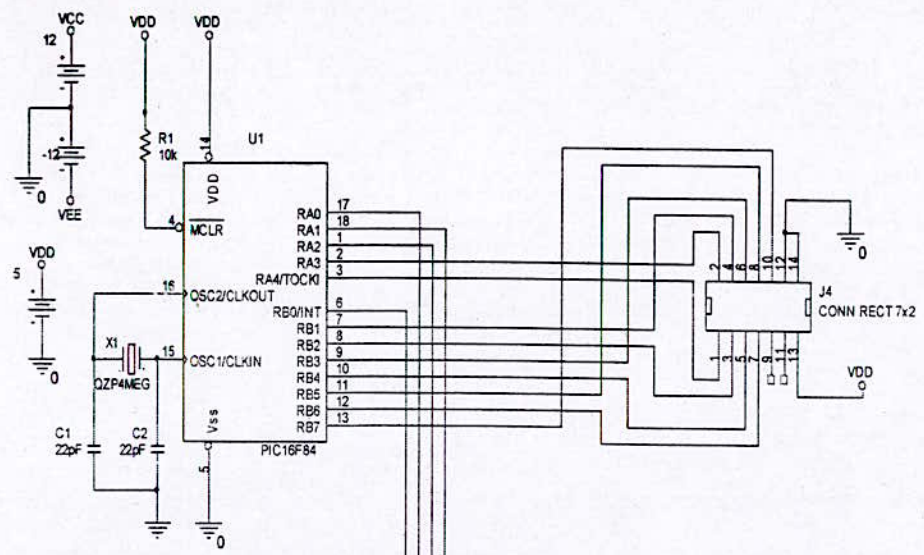 VCC
12
VDD
VDD
-12
0
VEE
R1
10k
U1
14
VDD
4
MCLR
VDD
5
0
16
OSC2/CLKOUT
X1
QZP4MEG
15
OSC1/CLKIN
C1
22pF
C2
22pF
Vss
5
0
PIC16F84
RA0
17
RA1
18
RA2
1
RA3
2
RA4/TOCKI
3
RB0/INT
6
RB1
7
RB2
8
RB3
9
RB4
10
RB5
11
RB6
12
RB7
13
0
2
4
6
8
10
12
14
J4
CONN RECT 7x2
1
3
5
7
9
11
13
VDD